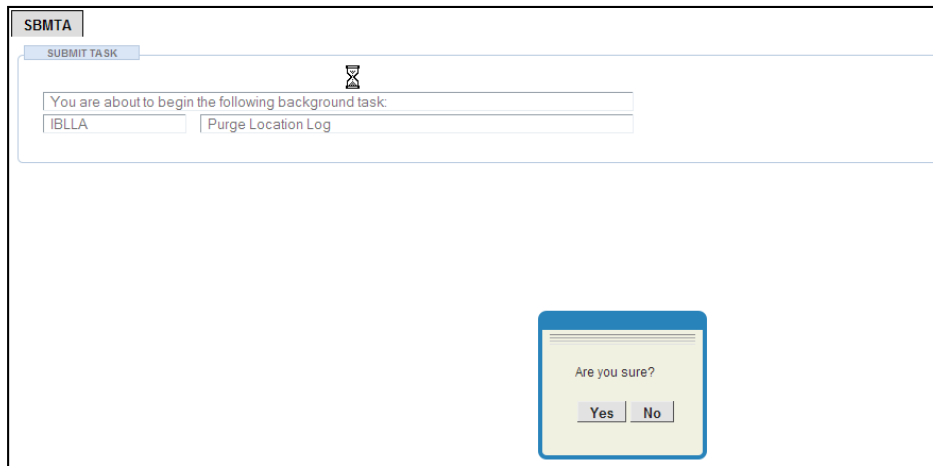 SBMTA
SUBMIT TASK
You are about to begin the following background task:
IBLLA Purge Location Log
Are you sure?
Yes No